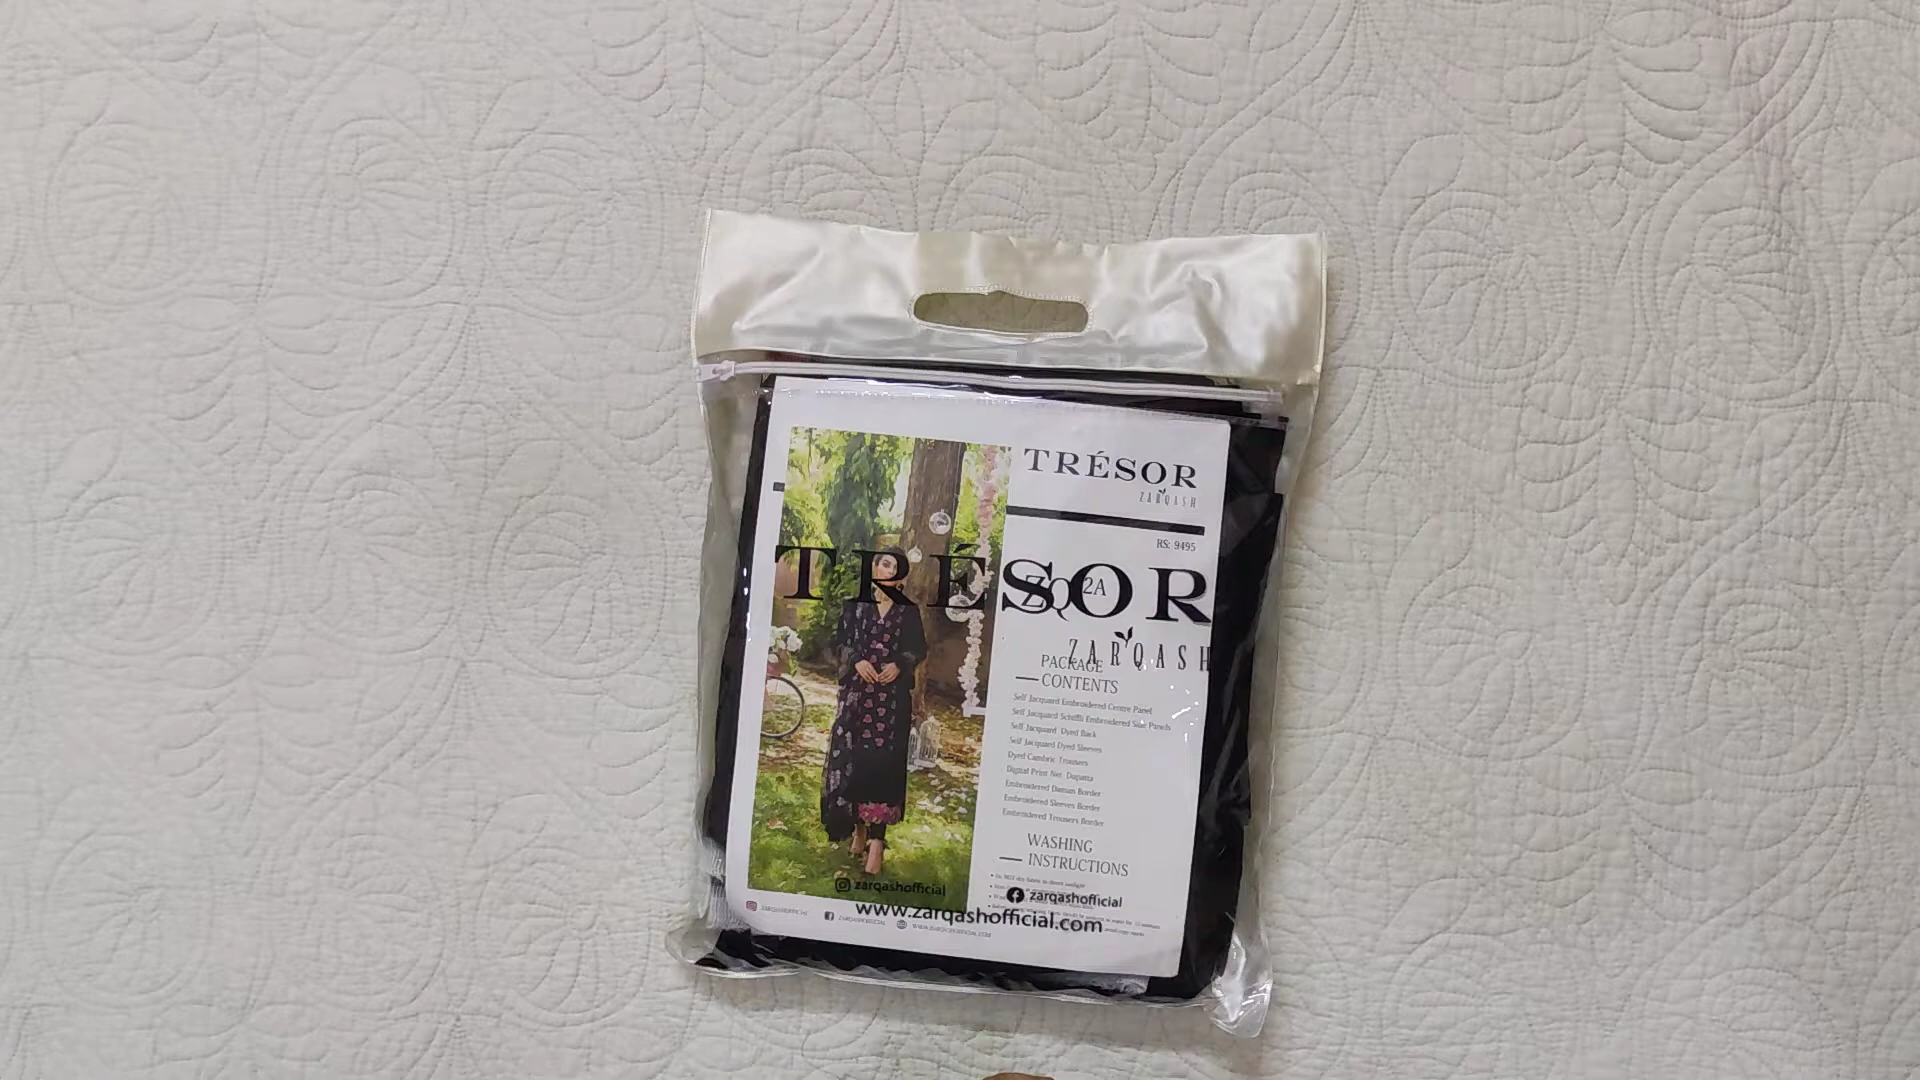 TRÉSOR
ZARQASH
RS: 9495
TRÉSOR
ZQ 2A
ZARQASH
PACKAGE
CONTENTS
Self Jacquard Embroidered Centre Panel
Self Jacquard Schiffli Embroidered Side Panels
Self Jacquard Dyed Back
Self Jacquard Dyed Sleeves
Dyed Cambric Trousers
Digital Print Net Dupatta
Embroidered Daman Border
Embroidered Sleeves Border
Embroidered Trousers Border
WASHING
INSTRUCTIONS
zarqashofficial
zarqashofficial
www.zarqashofficial.com